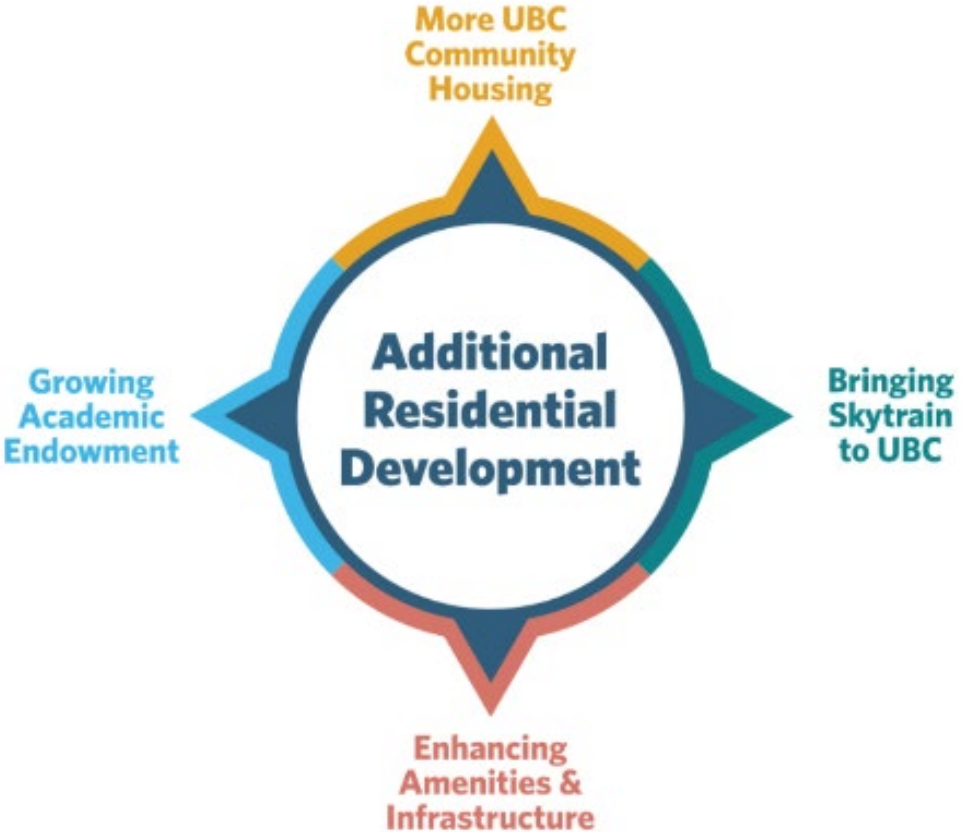 More UBC
Community
Housing
Additional
Residential
Development
Growing
Academic
Endowment
Bringing
Skytrain
to UBC
Enhancing
Amenities &
Infrastructure